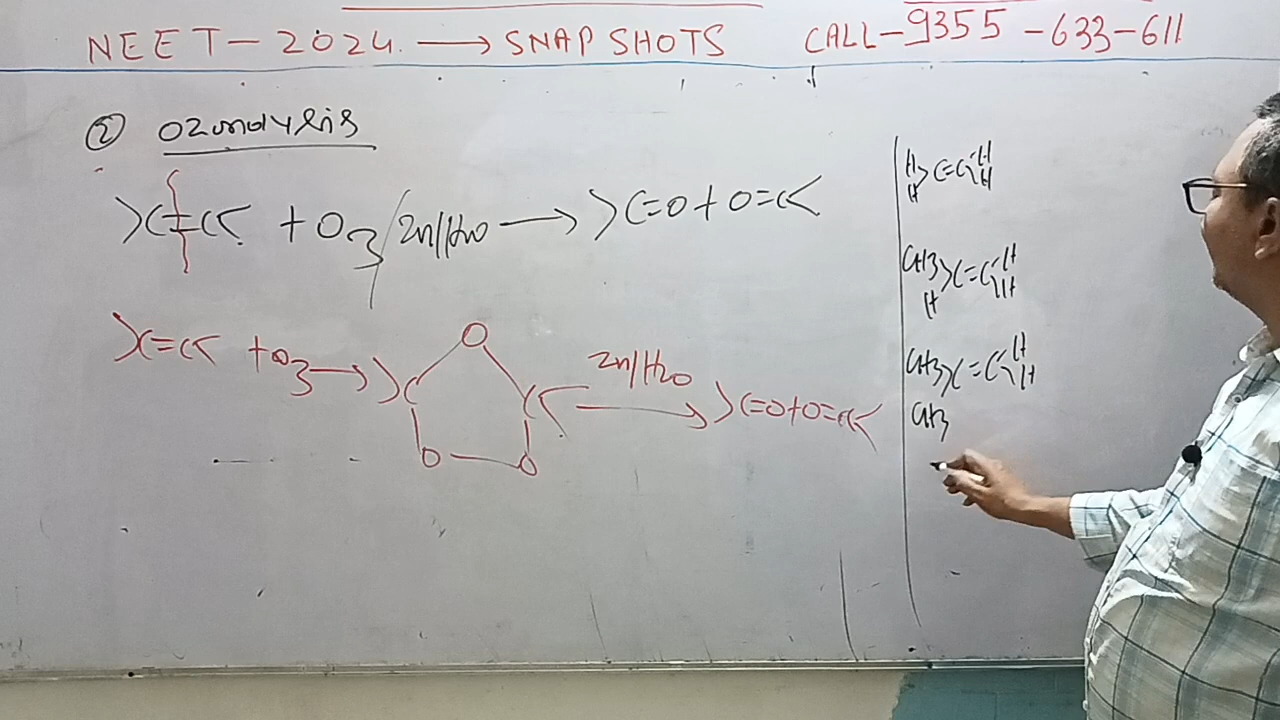 NEET-2024. → SNAP SHOTS CALL-9355-633-611
② Ozonolysis
>C=C< + O3/Zn/H2O → >C=O + O=C<
>C=C< + O3 → >C O C< O O Zn/H2O → >C=O+O=C<
H H >C=C< H H
CH3 H >C=C< H H
CH3 CH3 >C=C< H H